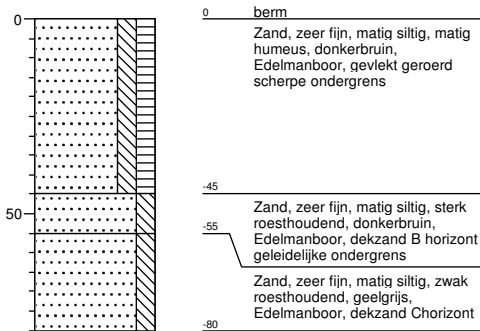 0
berm
0
Zand, zeer fijn, matig siltig, matig
humeus, donkerbruin,
Edelmanboor, gevlekt geroerd
scherpe ondergrens
-45
50
Zand, zeer fijn, matig siltig, sterk
roesthoudend, donkerbruin,
Edelmanboor, dekzand B horizont
geleidelijke ondergrens
-55
Zand, zeer fijn, matig siltig, zwak
roesthoudend, geelgrijs,
Edelmanboor, dekzand Chorizont
-80